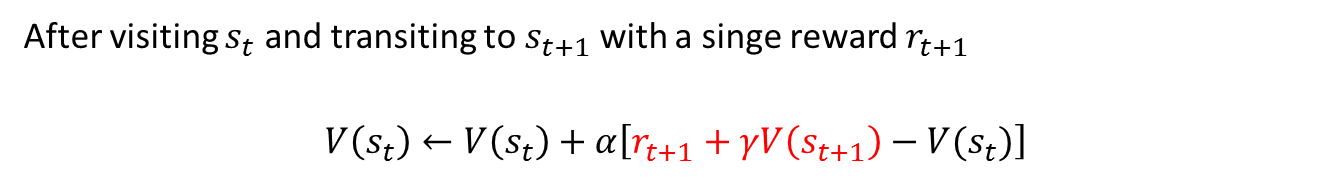 After visiting sₜ and transiting to sₜ₊₁ with a singe reward rₜ₊₁
V(sₜ) ← V(sₜ) + α[rₜ₊₁ + γV(sₜ₊₁) − V(sₜ)]